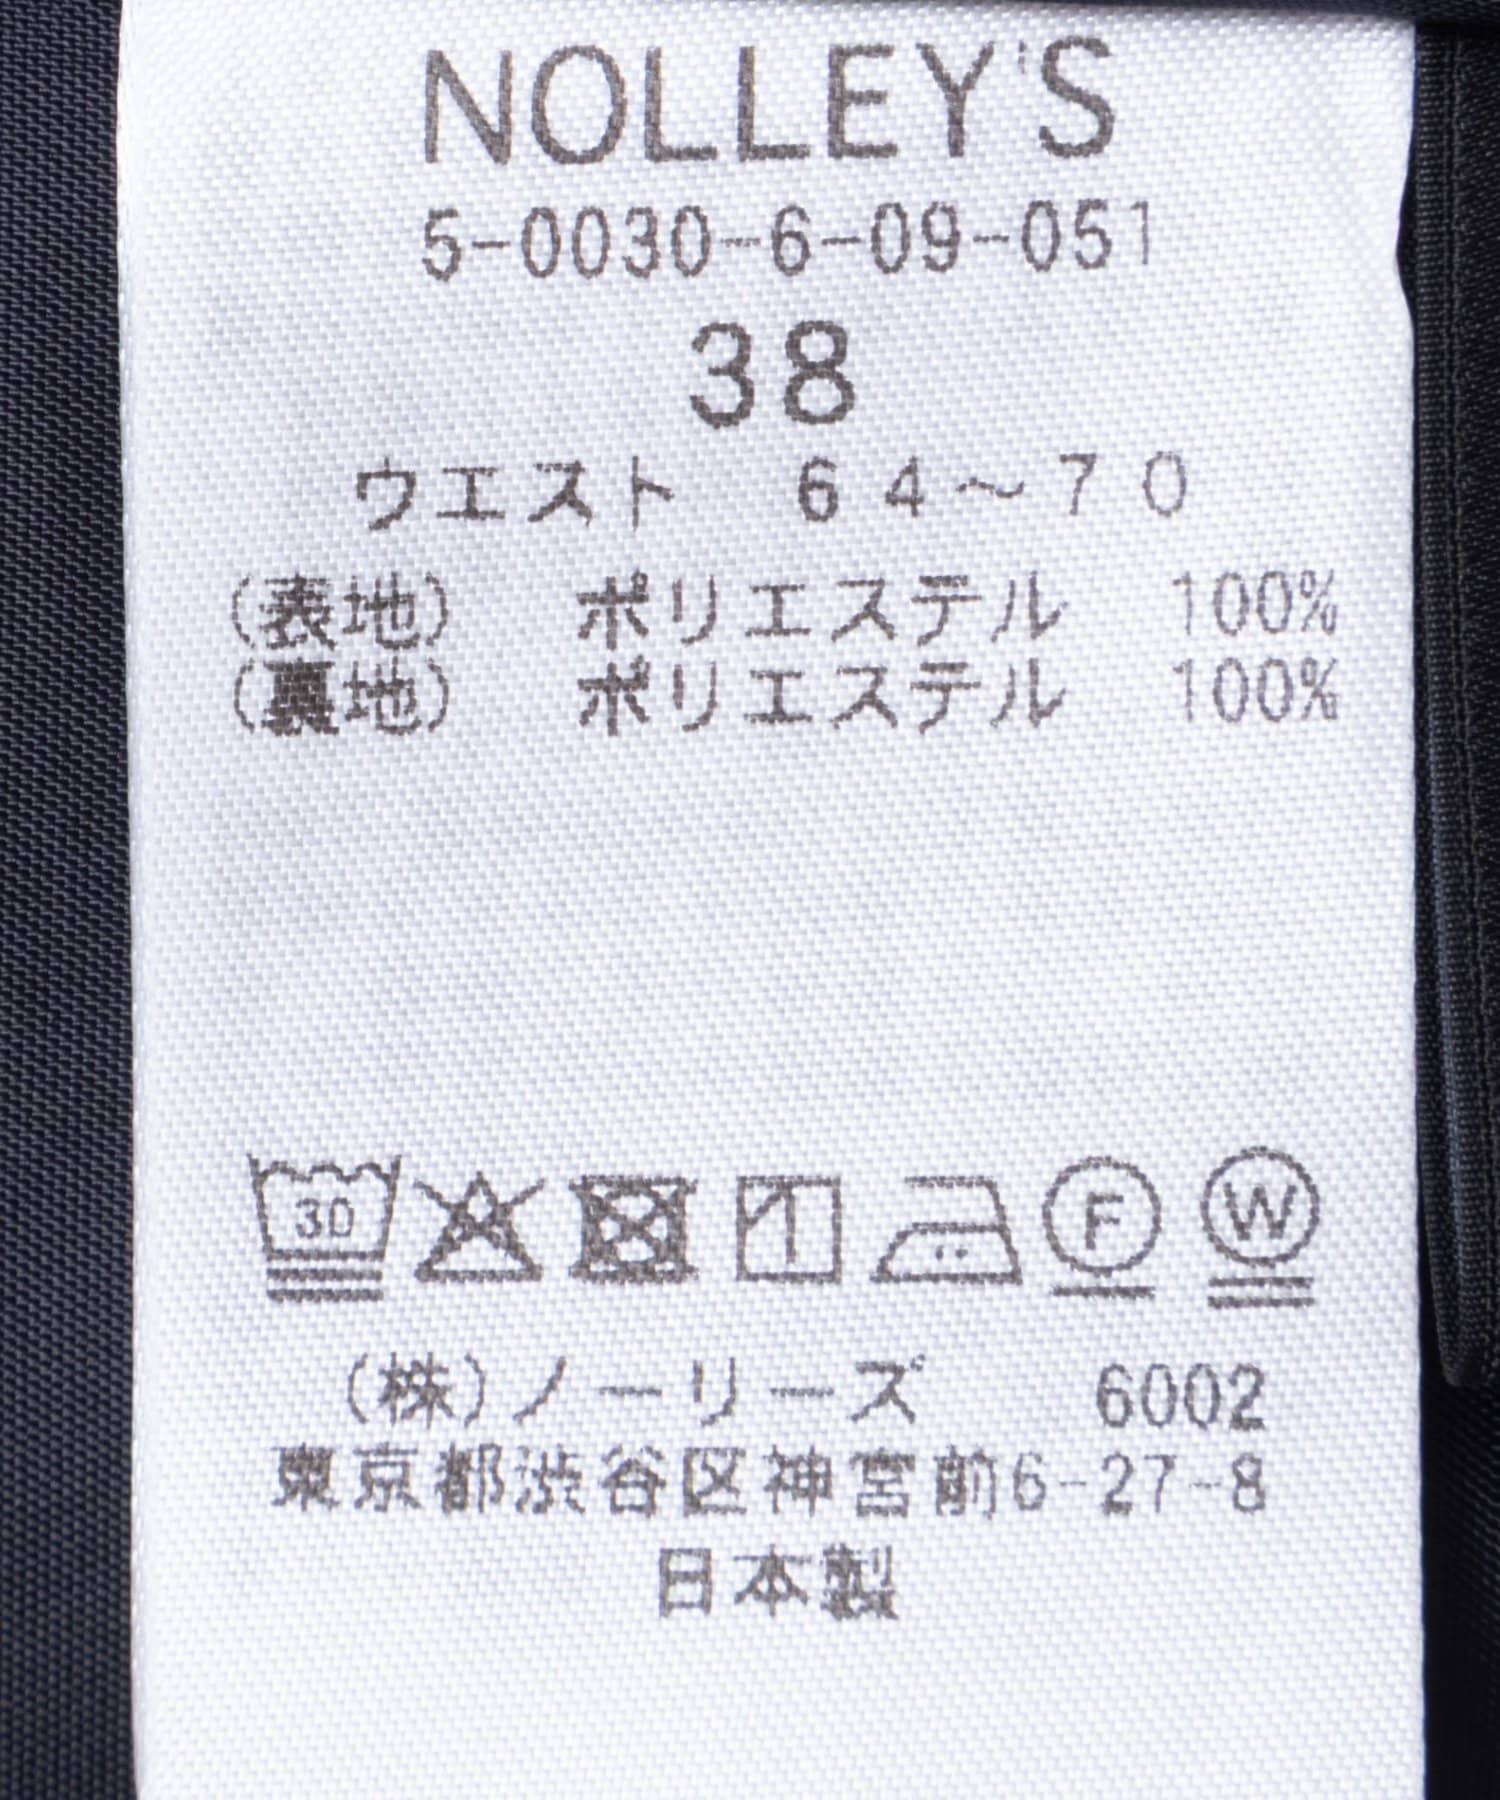 NOLLEY'S
5-0030-6-09-051
38
ウエスト 64～70
(表地) ポリエステル 100%
(裏地) ポリエステル 100%
30 F W
(株)ノーリーズ 6002
東京都渋谷区神宮前6-27-8
日本製